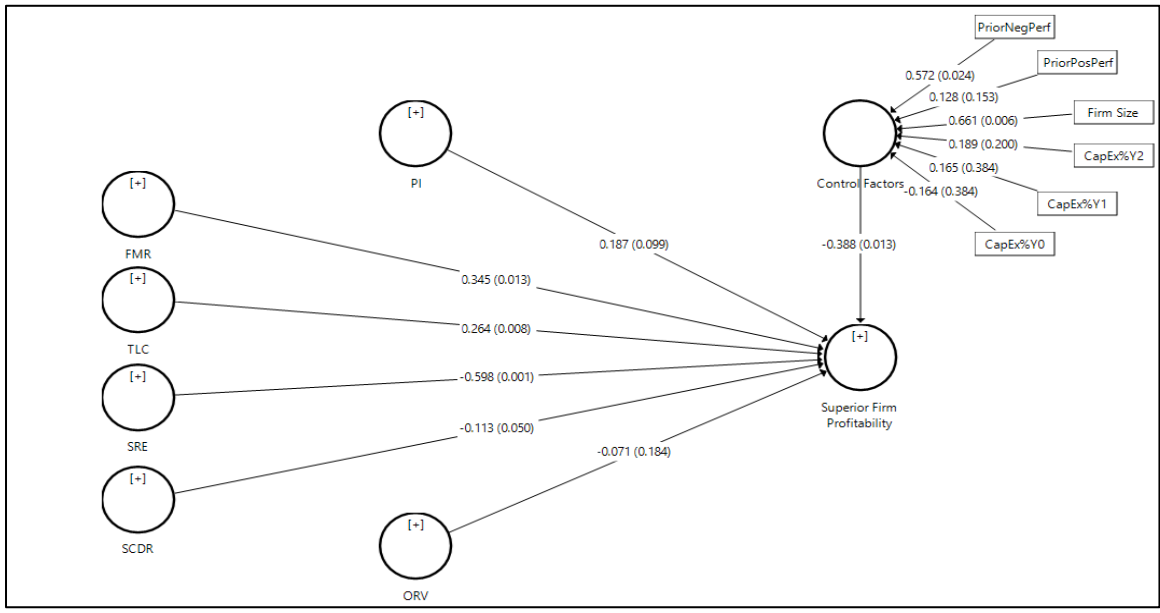 PriorNegPerf
0.572 (0.024)
PriorPosPerf
0.128 (0.153)
[+]
[+]
Firm Size
0.661 (0.006)
0.189 (0.200)
CapEx%Y2
0.165 (0.384)
PI
Control Factors
-0.164 (0.384)
CapEx%Y1
FMR
0.187 (0.099)
-0.388 (0.013)
CapEx%Y0
[+]
0.345 (0.013)
TLC
0.264 (0.008)
[+]
[+]
-0.598 (0.001)
Superior Firm
Profitability
SRE
-0.113 (0.050)
-0.071 (0.184)
[+]
SCDR
[+]
ORV